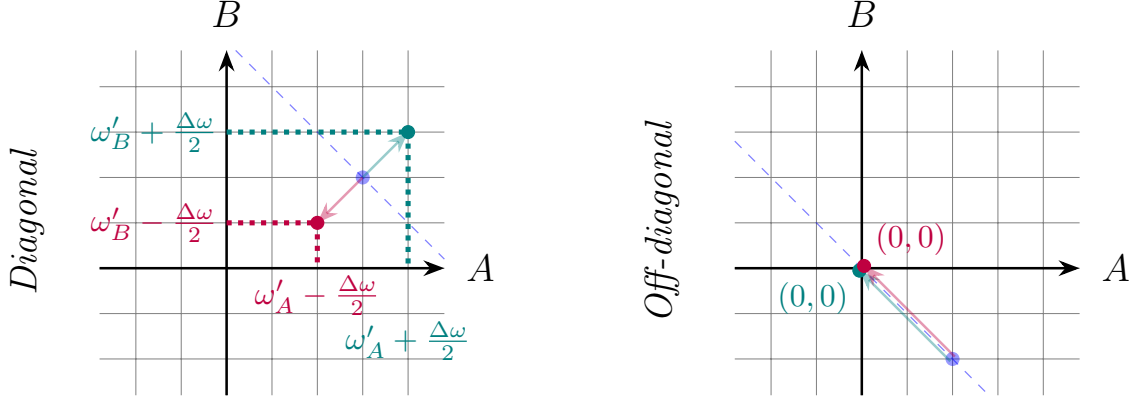 B
Diagonal
ω′_B + Δω/2
ω′_B − Δω/2
A
ω′_A − Δω/2
ω′_A + Δω/2
B
Off-diagonal
(0, 0)
A
(0, 0)